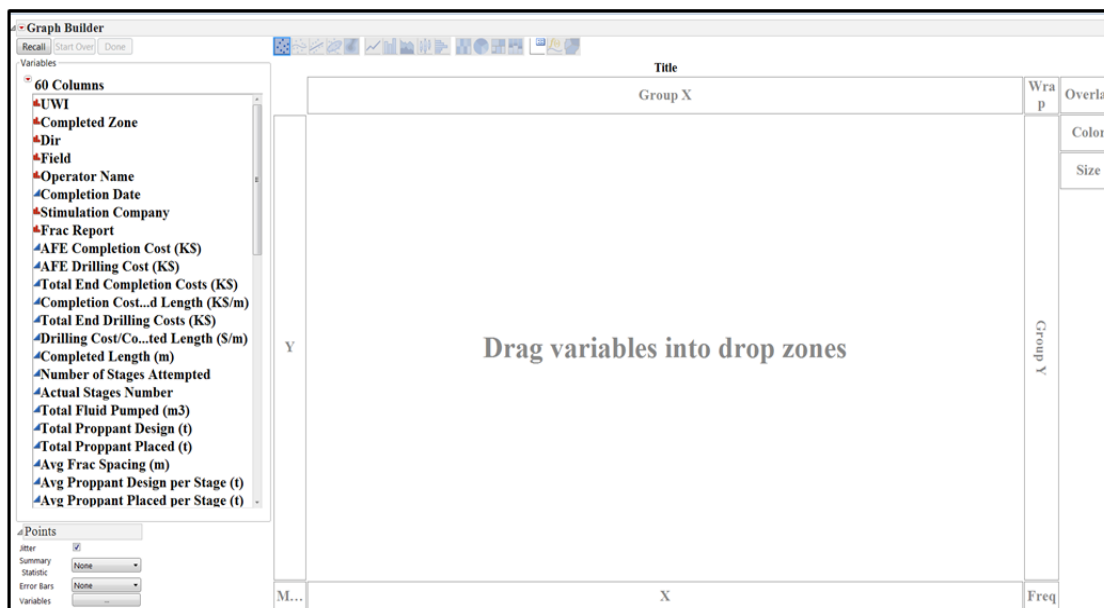 Graph Builder
Recall Start Over Done
Variables
60 Columns
UWI
Completed Zone
Dir
Field
Operator Name
Completion Date
Stimulation Company
Frac Report
AFE Completion Cost (K$)
AFE Drilling Cost (K$)
Total End Completion Costs (K$)
Completion Cost...d Length (K$/m)
Total End Drilling Costs (K$)
Drilling Cost/Co...ted Length ($/m)
Completed Length (m)
Number of Stages Attempted
Actual Stages Number
Total Fluid Pumped (m3)
Total Proppant Design (t)
Total Proppant Placed (t)
Avg Frac Spacing (m)
Avg Proppant Design per Stage (t)
Avg Proppant Placed per Stage (t)
Points
Jitter
Summary
Statistic
None
Error Bars
None
Variables
...
Title
Group X
Wra
p
Overla
Color
Size
Y
Drag variables into drop zones
Group Y
M...
X
Freq